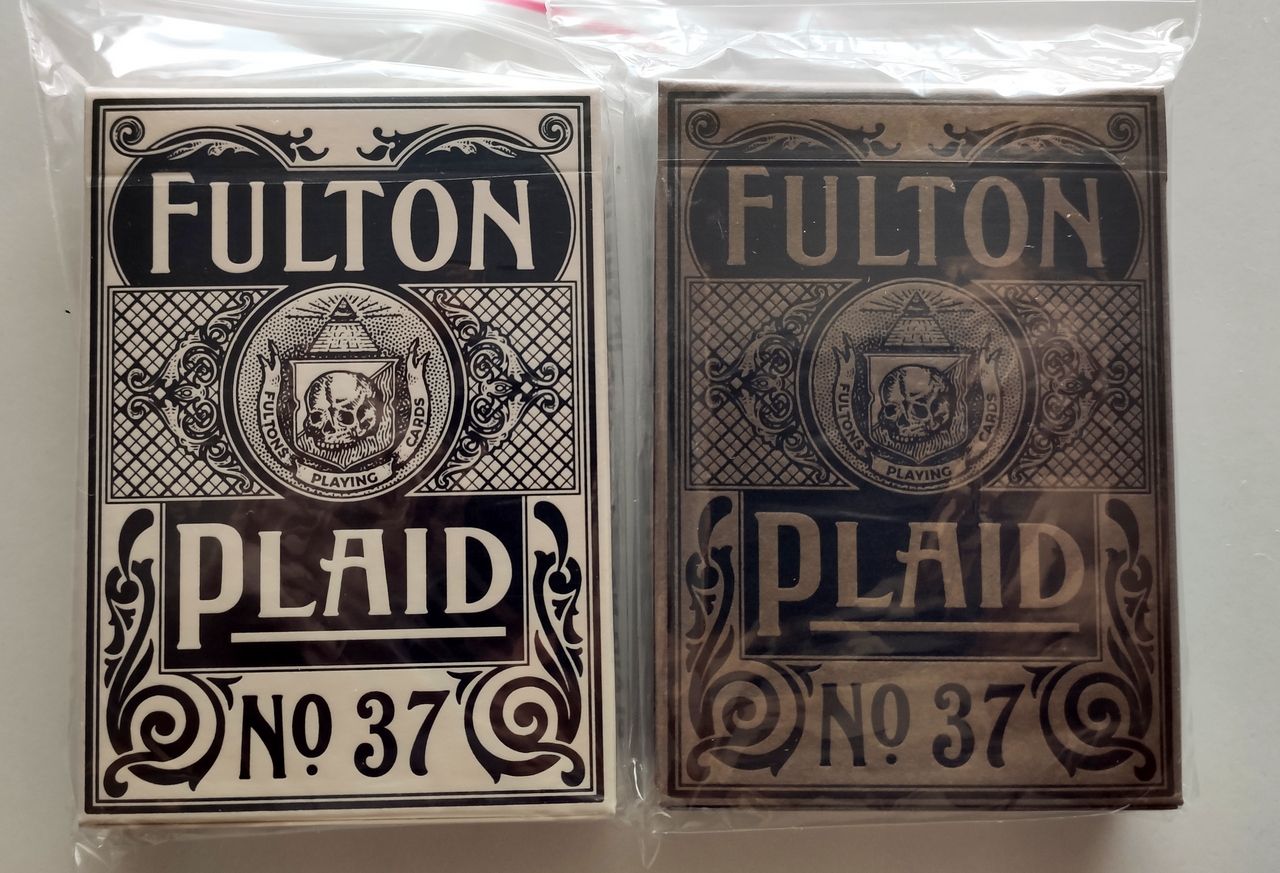 FULTON
FULTONS PLAYING CARDS
PLAID
Nº 37
FULTON
FULTONS PLAYING CARDS
PLAID
Nº 37